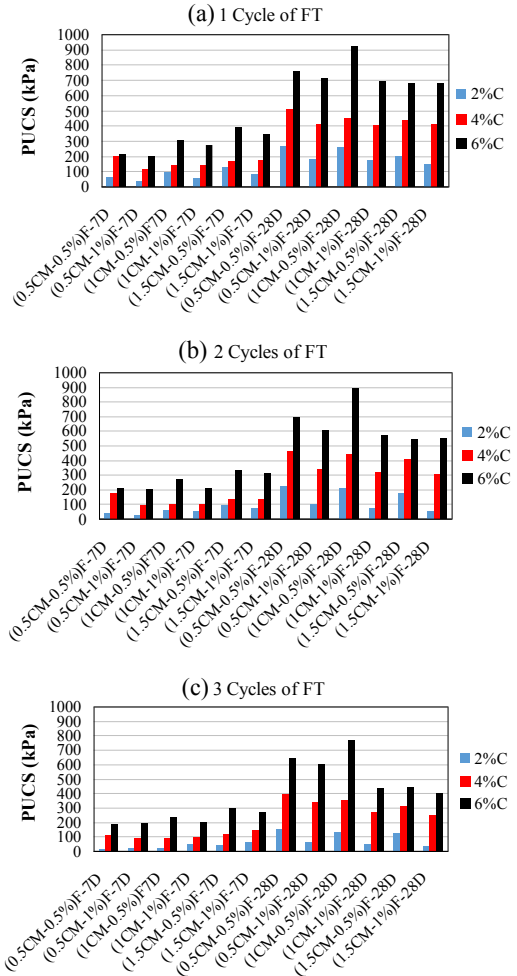 (a) 1 Cycle of FT
PUCS (kPa)
1000
900
800
700
600
500
400
300
200
100
0
2%C
4%C
6%C
(0.5CM-0.5%)F-7D
(0.5CM-1%)F-7D
(1CM-0.5%)F7D
(1CM-1%)F-7D
(1.5CM-0.5%)F-7D
(1.5CM-1%)F-7D
(0.5CM-0.5%)F-28D
(0.5CM-1%)F-28D
(1CM-0.5%)F-28D
(1CM-1%)F-28D
(1.5CM-0.5%)F-28D
(1.5CM-1%)F-28D
(b) 2 Cycles of FT
PUCS (kPa)
1000
900
800
700
600
500
400
300
200
100
0
2%C
4%C
6%C
(0.5CM-0.5%)F-7D
(0.5CM-1%)F-7D
(1CM-0.5%)F7D
(1CM-1%)F-7D
(1.5CM-0.5%)F-7D
(1.5CM-1%)F-7D
(0.5CM-0.5%)F-28D
(0.5CM-1%)F-28D
(1CM-0.5%)F-28D
(1CM-1%)F-28D
(1.5CM-0.5%)F-28D
(1.5CM-1%)F-28D
(c) 3 Cycles of FT
PUCS (kPa)
1000
900
800
700
600
500
400
300
200
100
0
2%C
4%C
6%C
(0.5CM-0.5%)F-7D
(0.5CM-1%)F-7D
(1CM-0.5%)F7D
(1CM-1%)F-7D
(1.5CM-0.5%)F-7D
(1.5CM-1%)F-7D
(0.5CM-0.5%)F-28D
(0.5CM-1%)F-28D
(1CM-0.5%)F-28D
(1CM-1%)F-28D
(1.5CM-0.5%)F-28D
(1.5CM-1%)F-28D